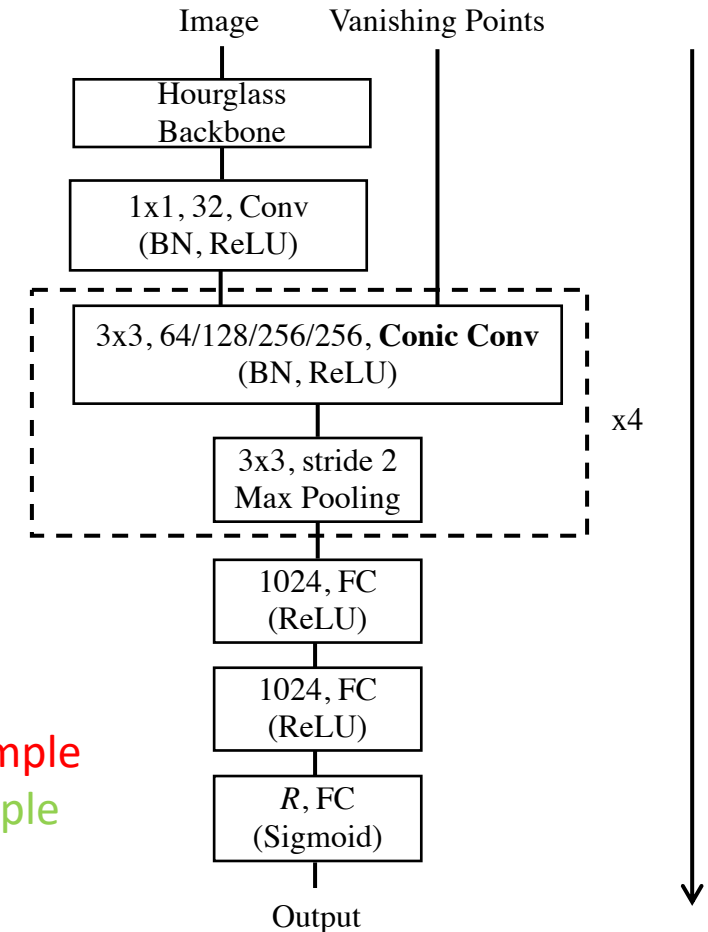 Image
Vanishing Points
Hourglass
Backbone
1x1, 32, Conv
(BN, ReLU)
3x3, 64/128/256/256, Conic Conv
(BN, ReLU)
x4
3x3, stride 2
Max Pooling
1024, FC
(ReLU)
1024, FC
(ReLU)
R, FC
(Sigmoid)
Output